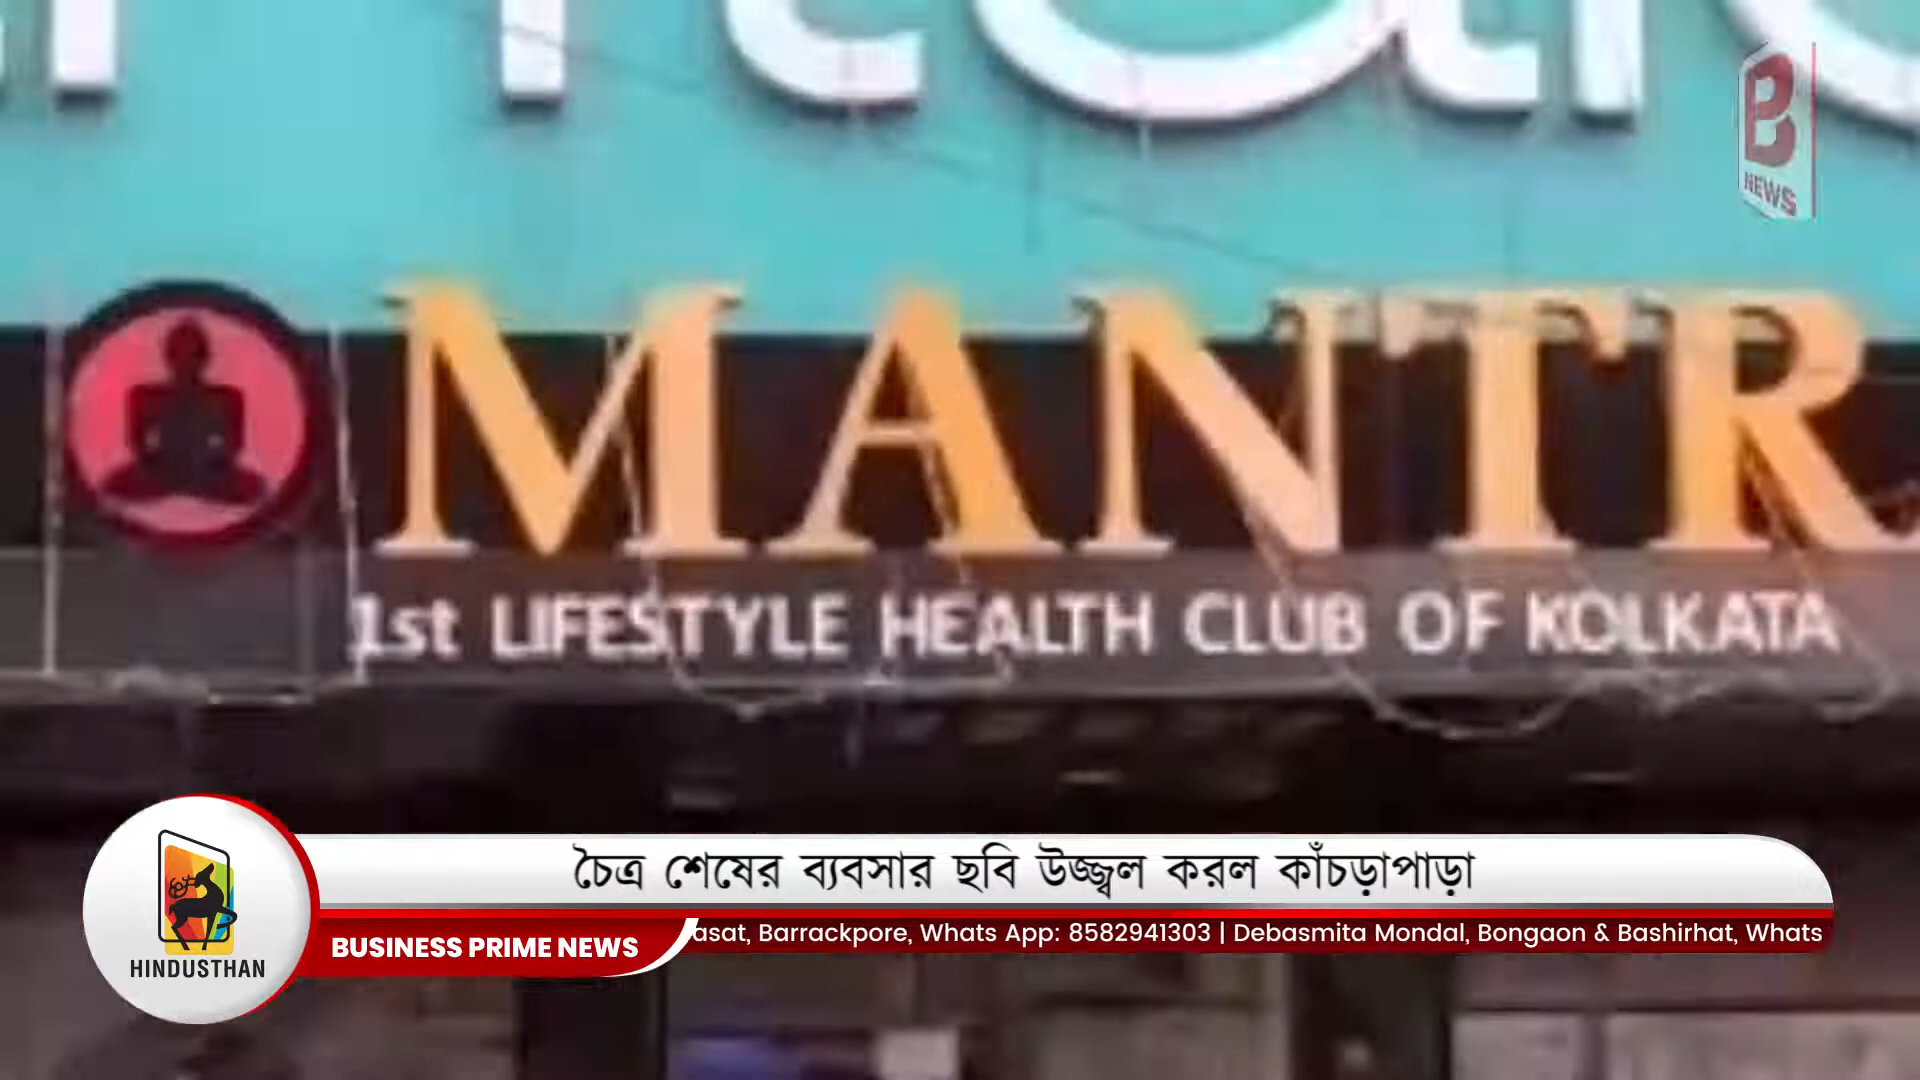 B
NEWS
MANTR
1st LIFESTYLE HEALTH CLUB OF KOLKATA
চৈত্র শেষের ব্যবসার ছবি উজ্জ্বল করল কাঁচড়াপাড়া
HINDUSTHAN
BUSINESS PRIME NEWS
asat, Barrackpore, Whats App: 8582941303 | Debasmita Mondal, Bongaon & Bashirhat, Whats